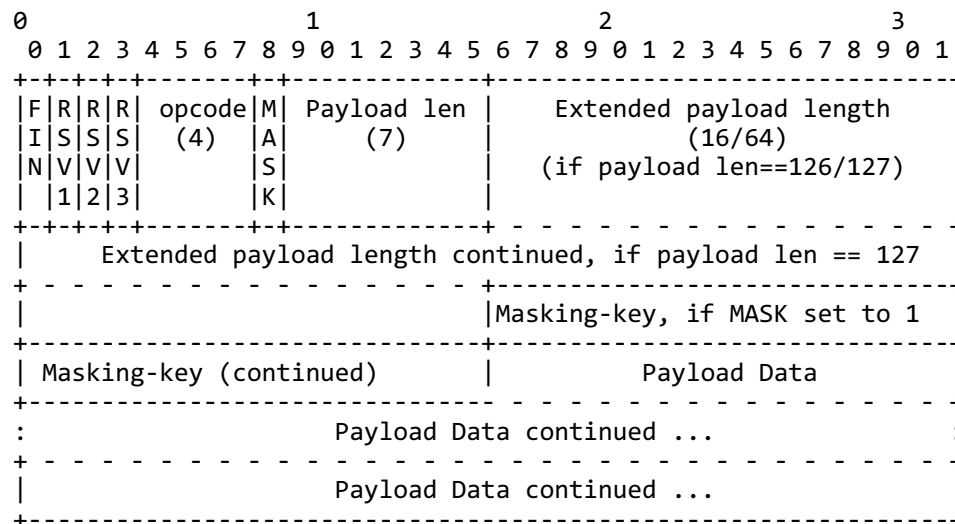 0                   1                   2                   3
 0 1 2 3 4 5 6 7 8 9 0 1 2 3 4 5 6 7 8 9 0 1 2 3 4 5 6 7 8 9 0 1
+-+-+-+-+-------+-+-------------+-------------------------------
|F|R|R|R| opcode|M| Payload len |    Extended payload length
|I|S|S|S|  (4)  |A|     (7)     |             (16/64)
|N|V|V|V|       |S|             |   (if payload len==126/127)
| |1|2|3|       |K|             |
+-+-+-+-+-------+-+-------------+ - - - - - - - - - - - - - - - -
|     Extended payload length continued, if payload len == 127
+ - - - - - - - - - - - - - - - +-------------------------------
|                               |Masking-key, if MASK set to 1
+-------------------------------+-------------------------------
| Masking-key (continued)       |          Payload Data
+-------------------------------- - - - - - - - - - - - - - - - -
:                     Payload Data continued ...                :
+ - - - - - - - - - - - - - - - - - - - - - - - - - - - - - - - -
|                     Payload Data continued ...
+---------------------------------------------------------------